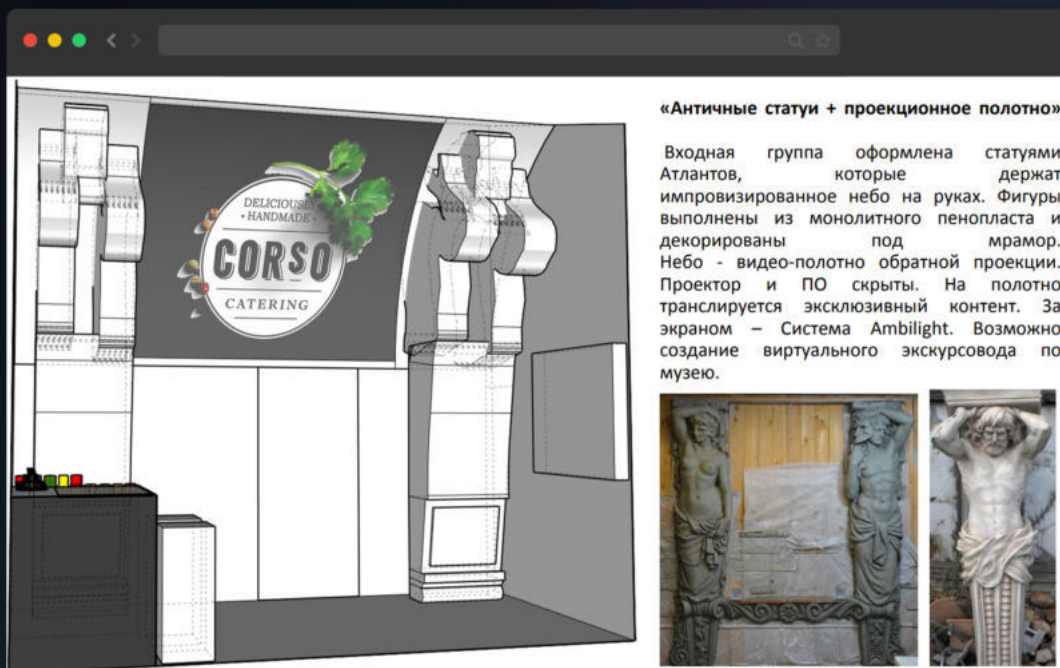 «Античные статуи + проекционное полотно»
Входная группа оформлена статуями
Атлантов, которые держат
импровизированное небо на руках. Фигуры
выполнены из монолитного пенопласта и
декорированы под мрамор.
Небо - видео-полотно обратной проекции.
Проектор и ПО скрыты. На полотно
транслируется эксклюзивный контент. За
экраном – Система Ambilight. Возможно
создание виртуального экскурсовода по
музею.
DELICIOUSLY
• HANDMADE •
CORSO
CATERING